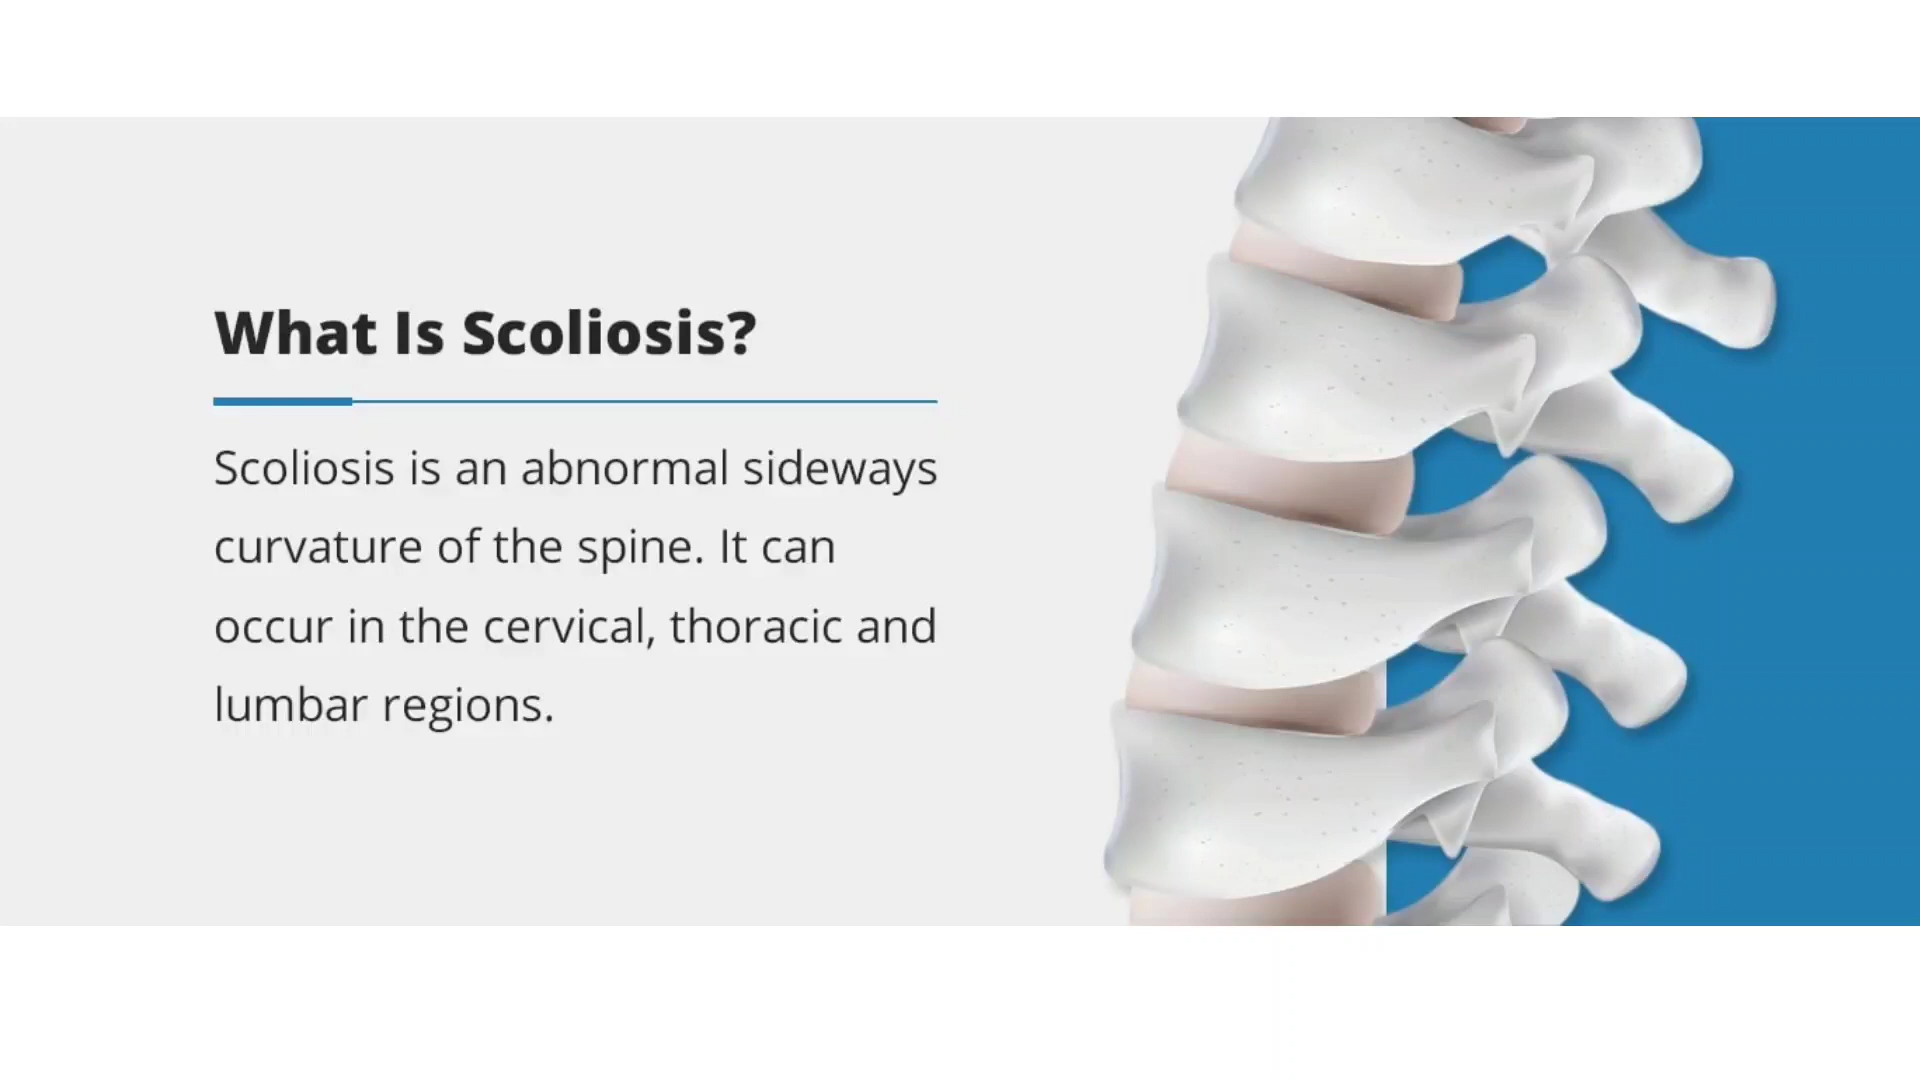 What Is Scoliosis?
Scoliosis is an abnormal sideways
curvature of the spine. It can
occur in the cervical, thoracic and
lumbar regions.